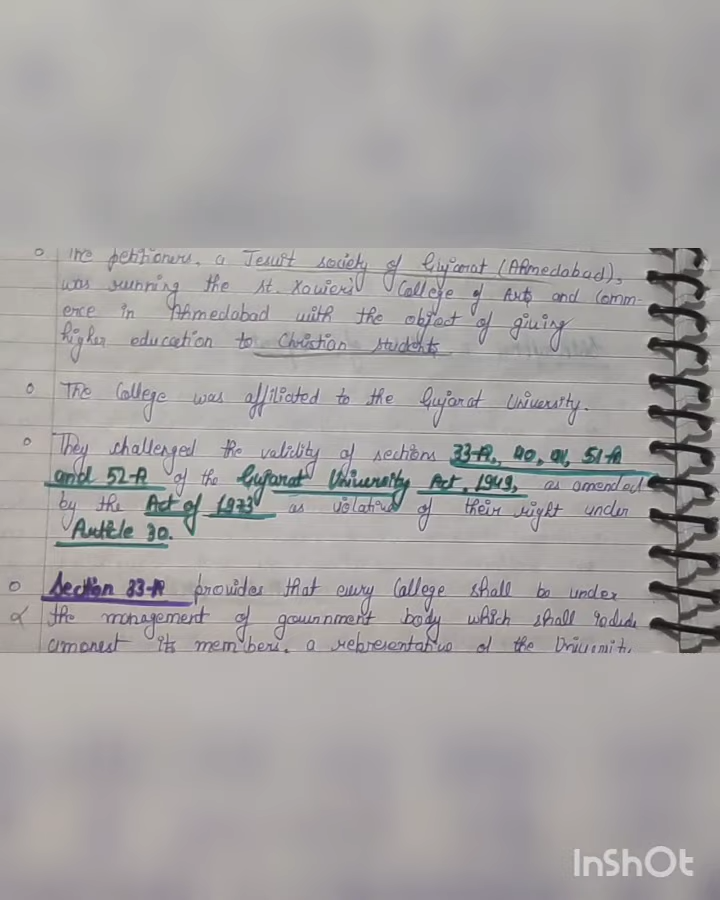 The petitioners, a Jesuit society of Gujarat (Ahmedabad),
was running the St. Xavier's College of Arts and Comm-
ence in Ahmedabad with the object of giving
higher education to Christian students
The College was affiliated to the Gujarat University.
They challenged the validity of sections 33-A, 40, 41, 51-A
and 52-A of the Gujarat University Act, 1949, as amended
by the Act of 1973 as violative of their right under
Article 30.
Section 33-A provides that every College shall be under
the management of government body which shall include
amongst its members, a representative of the University,
InShOt